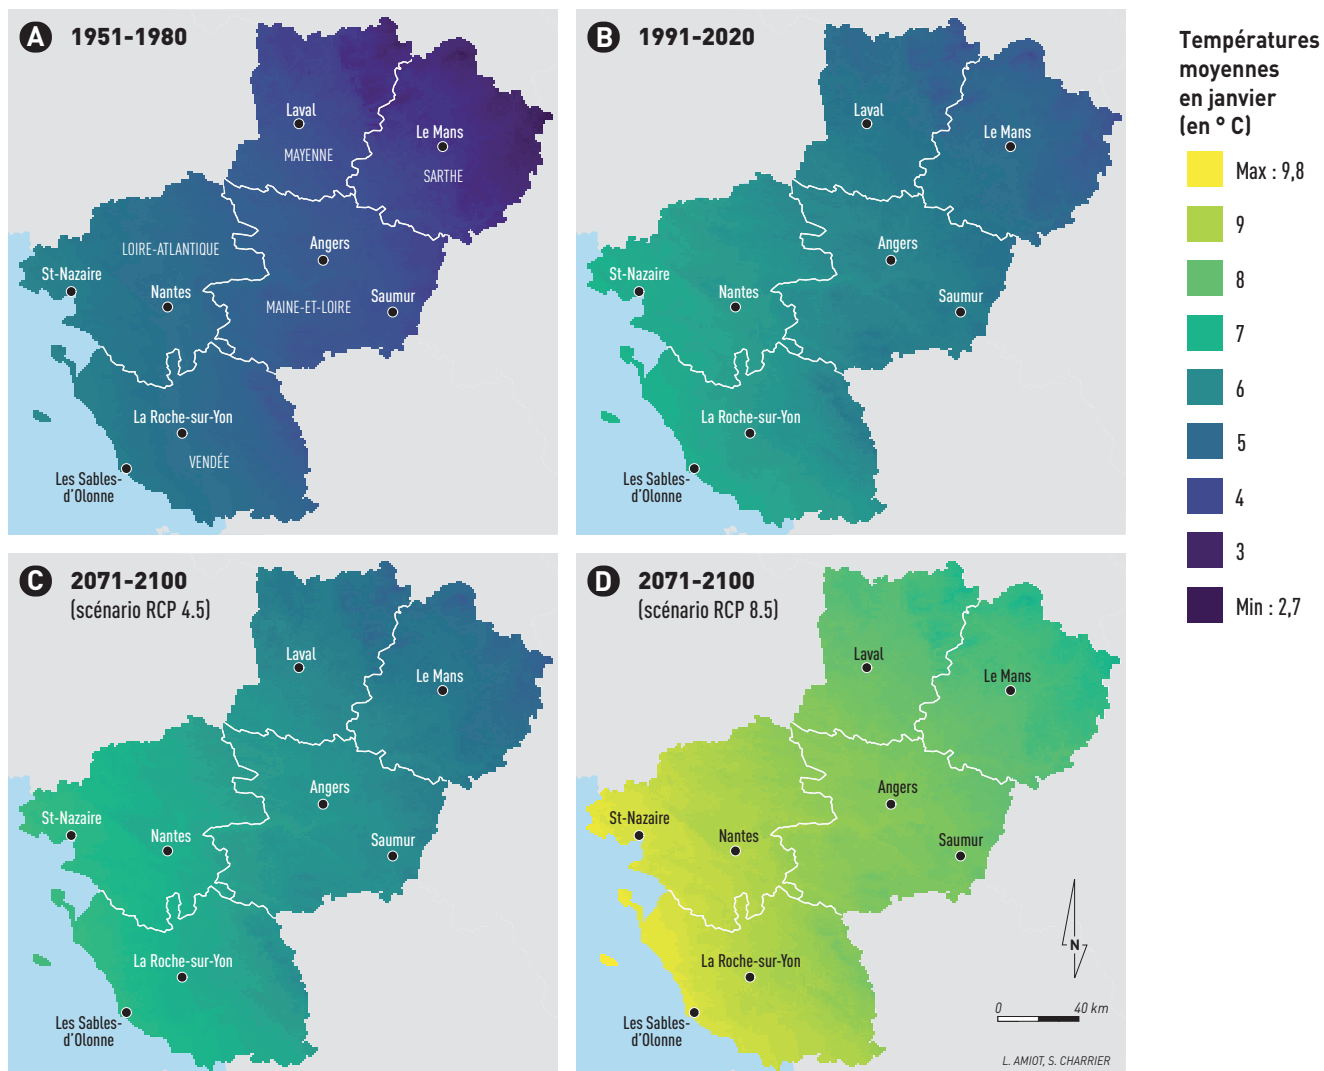 A 1951-1980
Laval
MAYENNE
Le Mans
SARTHE
LOIRE-ATLANTIQUE
Angers
St-Nazaire
Nantes
MAINE-ET-LOIRE
Saumur
La Roche-sur-Yon
VENDÉE
Les Sables-
d'Olonne
B 1991-2020
Laval
Le Mans
Angers
St-Nazaire
Nantes
Saumur
La Roche-sur-Yon
Les Sables-
d'Olonne
Températures
moyennes
en janvier
(en ° C)
Max : 9,8
9
8
7
6
5
4
3
Min : 2,7
C 2071-2100
(scénario RCP 4.5)
Laval
Le Mans
Angers
St-Nazaire
Nantes
Saumur
La Roche-sur-Yon
Les Sables-
d'Olonne
D 2071-2100
(scénario RCP 8.5)
Laval
Le Mans
Angers
St-Nazaire
Nantes
Saumur
La Roche-sur-Yon
Les Sables-
d'Olonne
N
0 40 km
L. AMIOT, S. CHARRIER